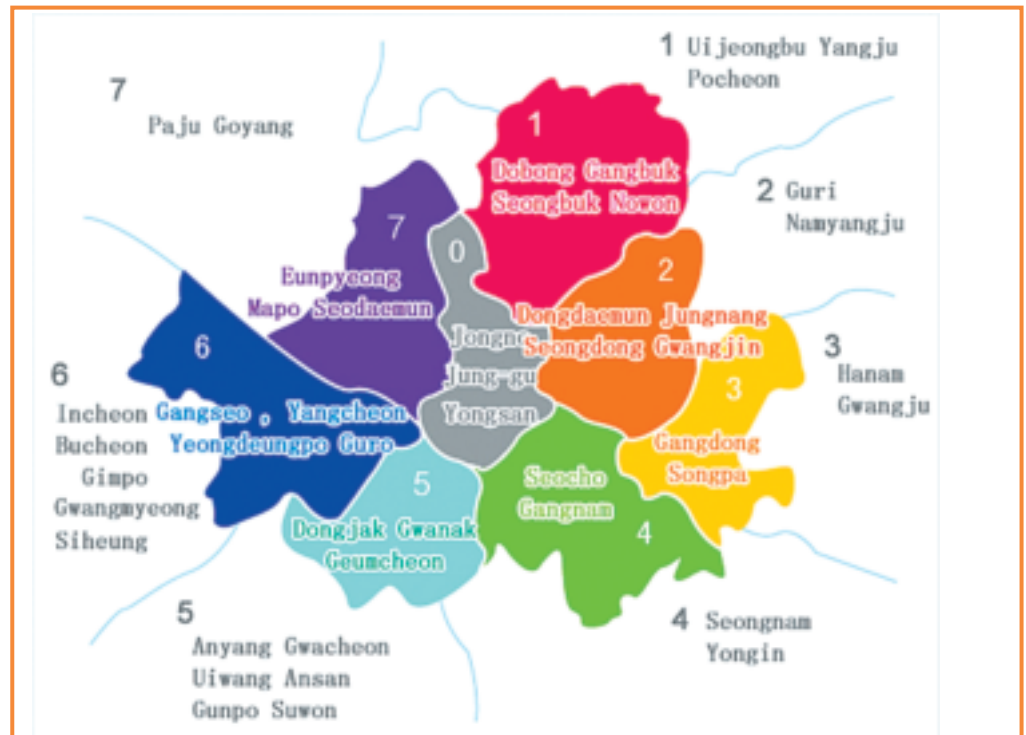 1 Uijeongbu Yangju
Pocheon
7
Paju Goyang
1
Dobong Gangbuk
Seongbuk Nowon
2 Guri
Namyangju
7
Eunpyeong
Mapo Seodaemun
0
Jongno
Jung-gu
Yongsan
2
Dongdaemun Jungnang
Seongdong Gwangjin
3
Hanam
Gwangju
3
Gangdong
Songpa
6
Gangseo , Yangcheon
Yeongdeungpo Guro
6
Incheon
Bucheon
Gimpo
Gwangmyeong
Siheung
5
Dongjak Gwanak
Geumcheon
Seocho
Gangnam
4
5
Anyang Gwacheon
Uiwang Ansan
Gunpo Suwon
4 Seongnam
Yongin